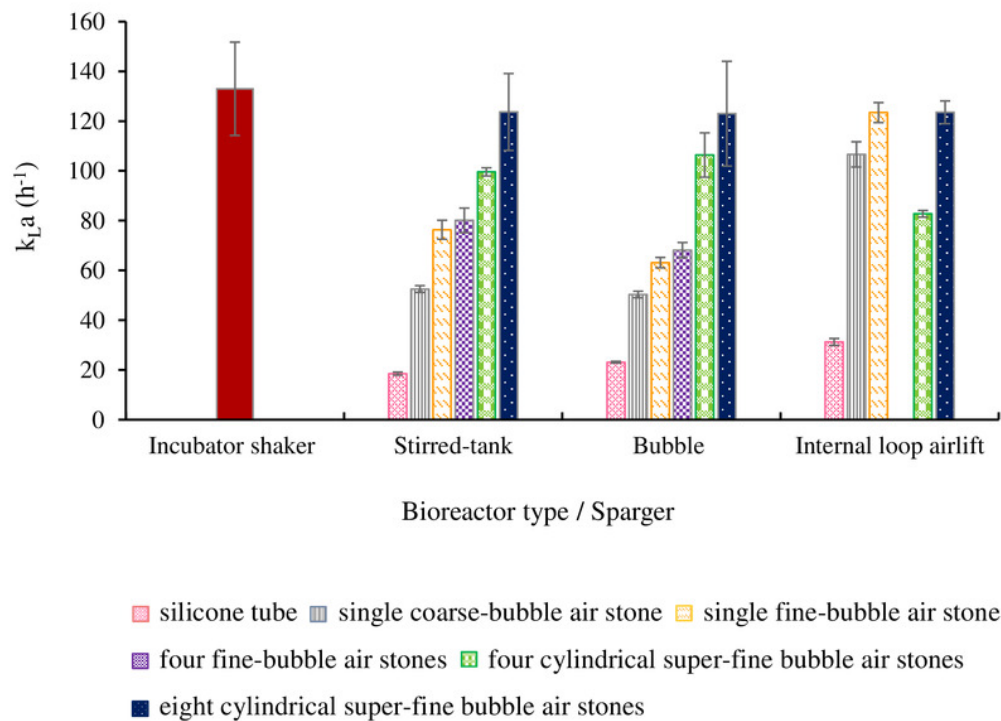 160
140
120
100
80
60
40
20
0
kLa (h-1)
Incubator shaker
Stirred-tank
Bubble
Internal loop airlift
Bioreactor type / Sparger
silicone tube
single coarse-bubble air stone
single fine-bubble air stone
four fine-bubble air stones
four cylindrical super-fine bubble air stones
eight cylindrical super-fine bubble air stones